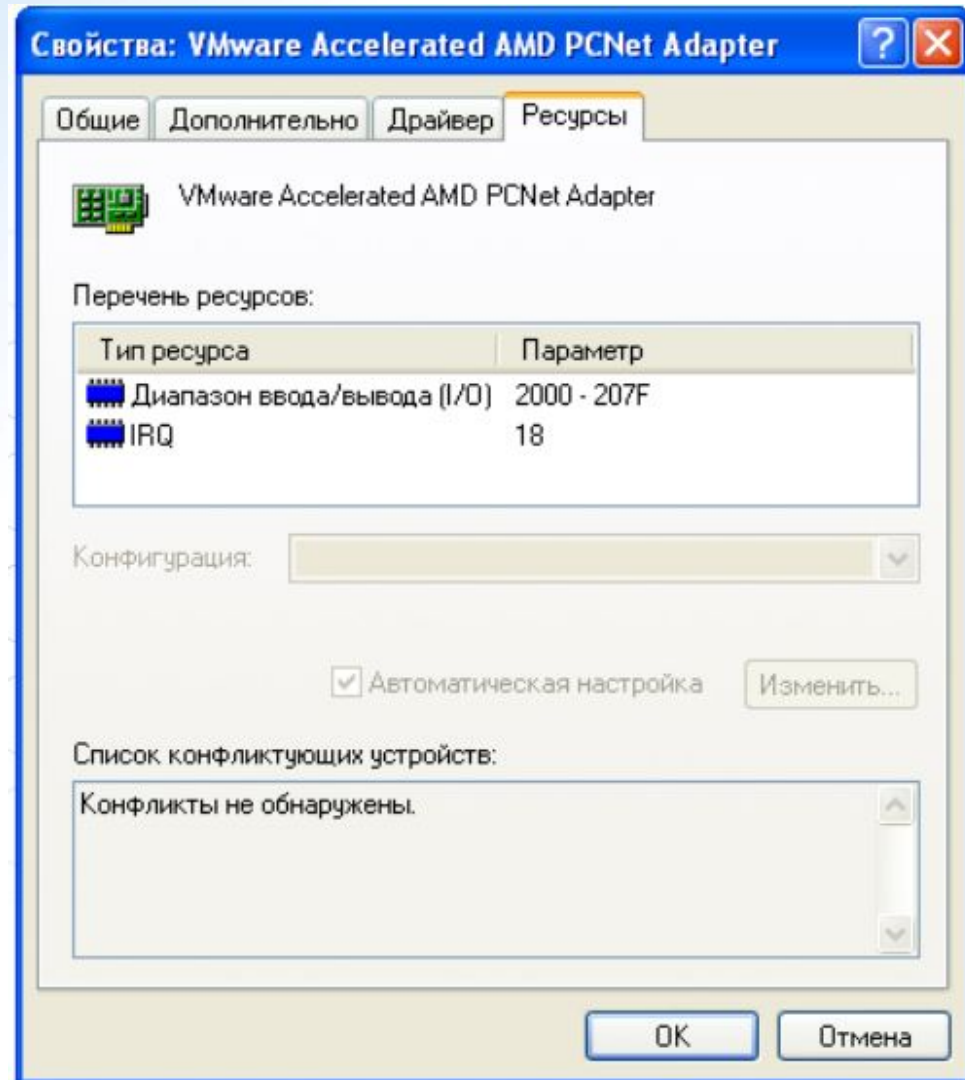 Свойства: VMware Accelerated AMD PCNet Adapter
Общие Дополнительно Драйвер Ресурсы
VMware Accelerated AMD PCNet Adapter
Перечень ресурсов:
Тип ресурса Параметр
Диапазон ввода/вывода (I/O) 2000 - 207F
IRQ 18
Конфигурация:
Автоматическая настройка Изменить...
Список конфликтующих устройств:
Конфликты не обнаружены.
OK Отмена